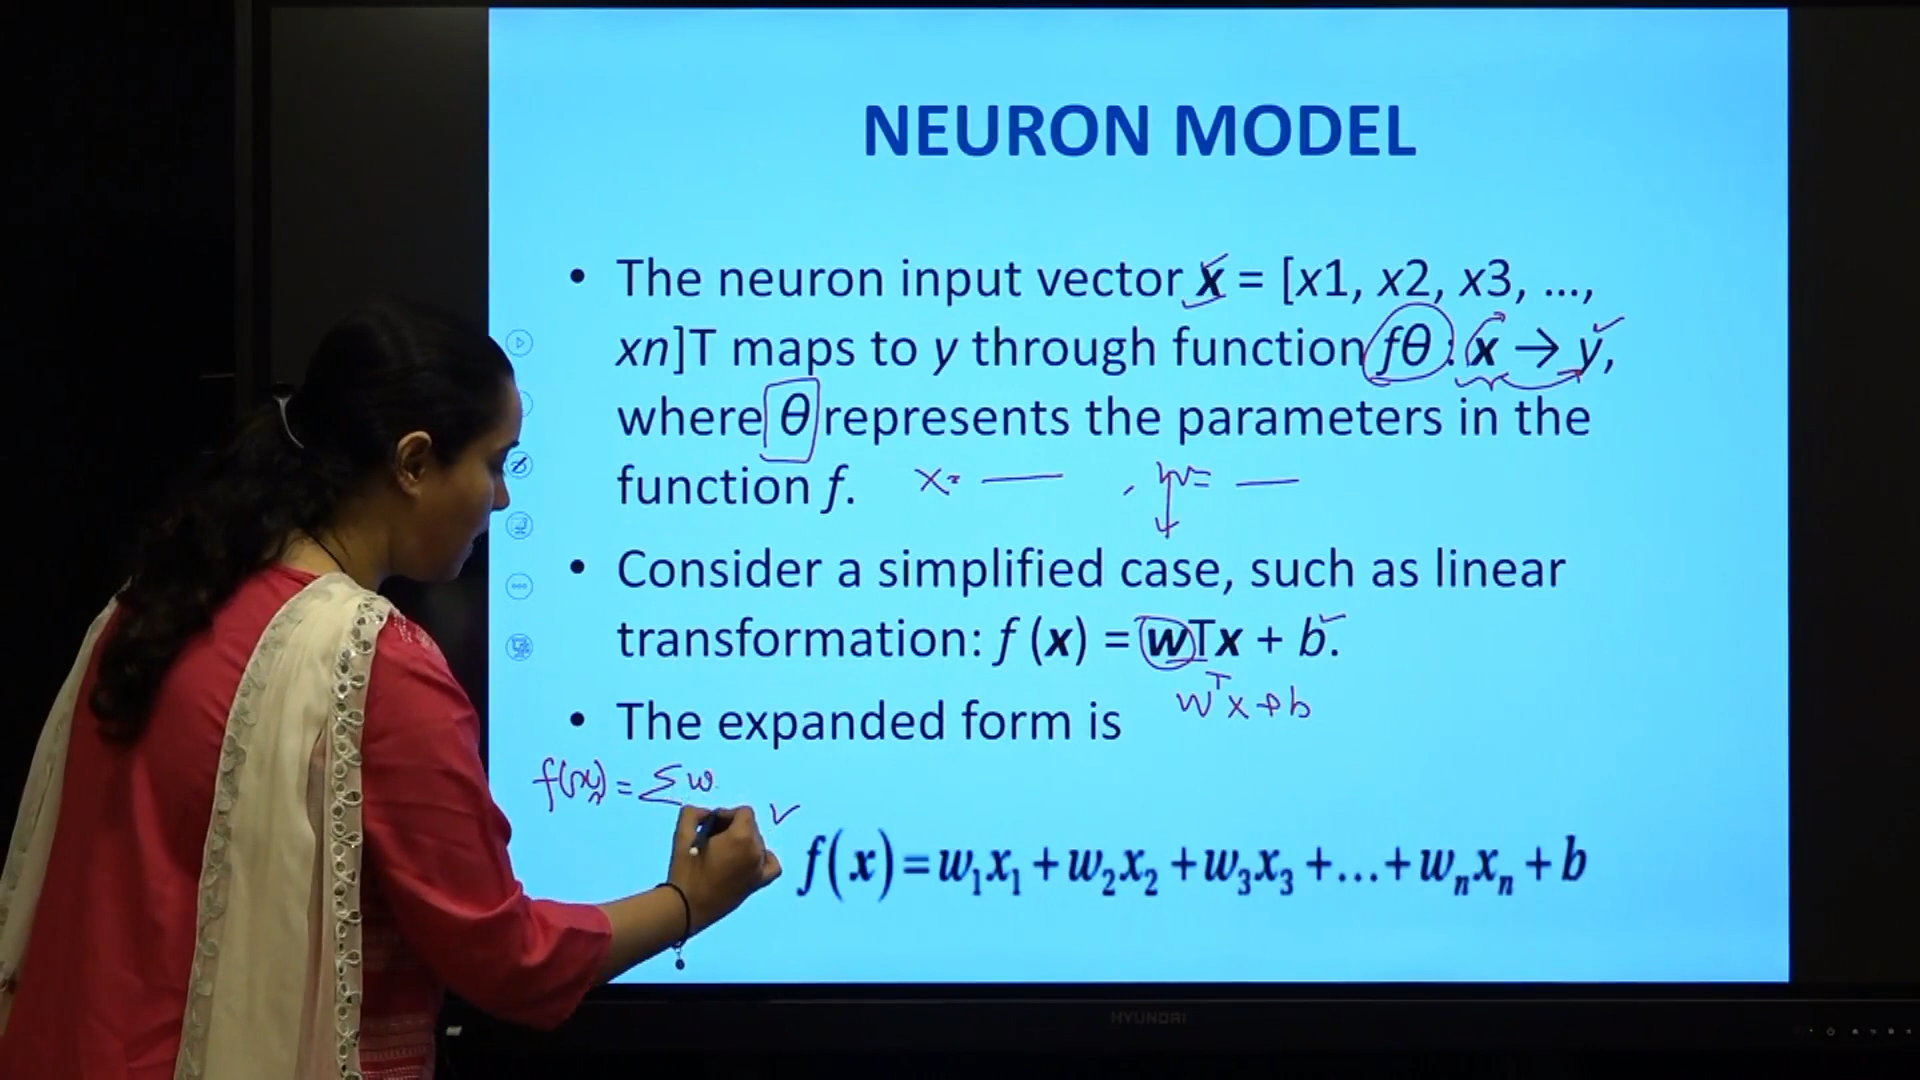 NEURON MODEL
• The neuron input vector x = [x1, x2, x3, ...,
xn]T maps to y through function fθ : x → y,
where θ represents the parameters in the
function f.
x = — , = —
• Consider a simplified case, such as linear
transformation: f (x) = wTx + b.
wᵀx + b
• The expanded form is
f(x) = Σw
f(x) = w₁x₁ + w₂x₂ + w₃x₃ + ... + wₙxₙ + b
HYUNDRI